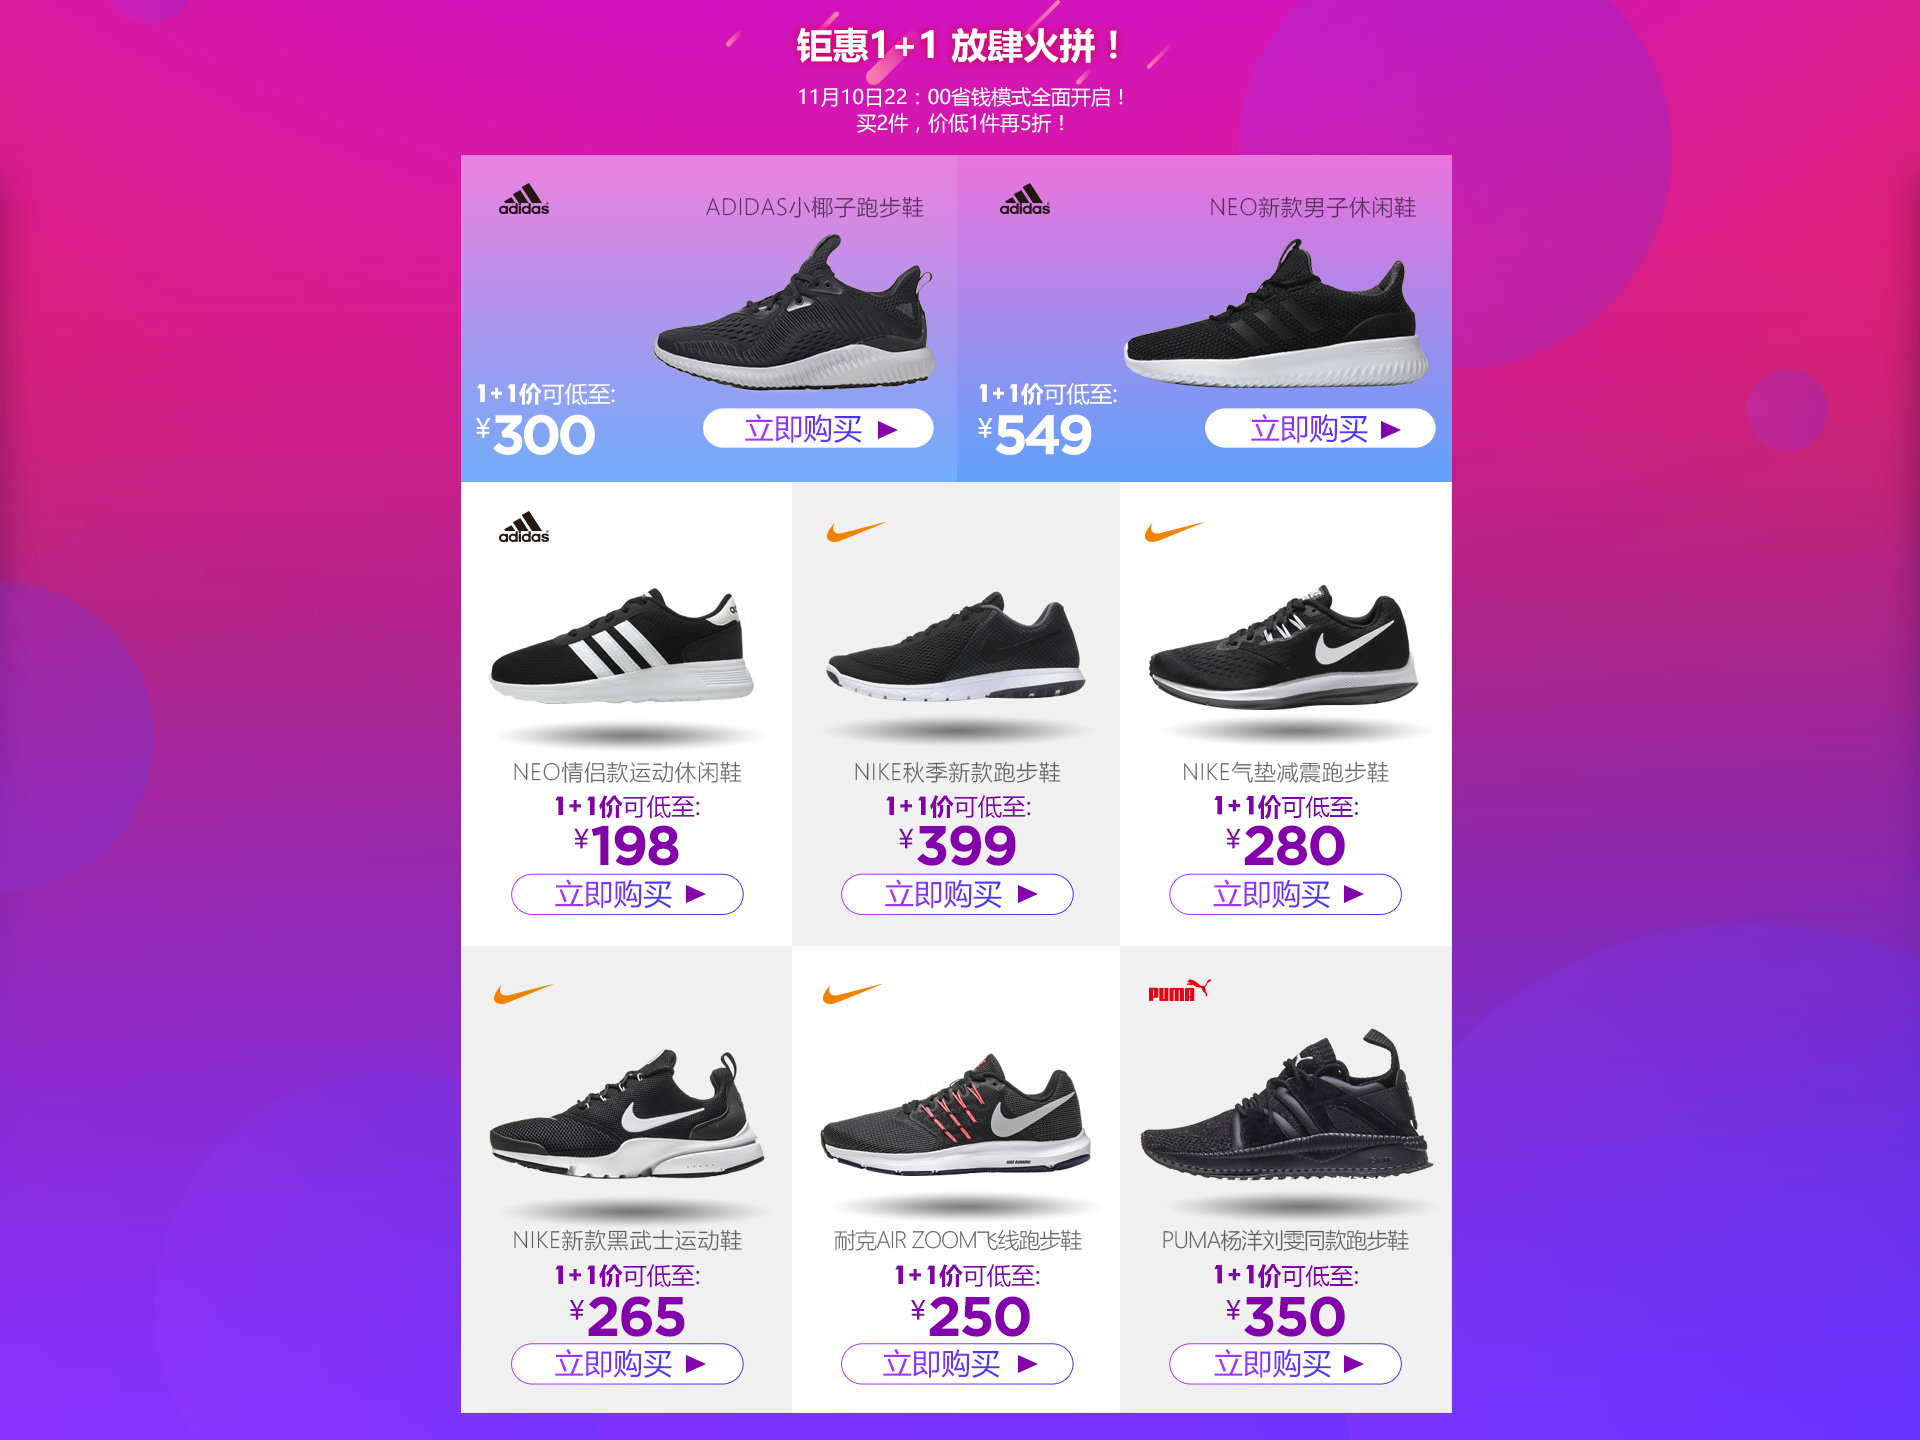 钜惠1+1 放肆火拼！
11月10日22：00省钱模式全面开启！
买2件，价低1件再5折！
adidas
ADIDAS小椰子跑步鞋
1+1价可低至:
¥300
立即购买
adidas
NEO新款男子休闲鞋
1+1价可低至:
¥549
立即购买
adidas
NEO情侣款运动休闲鞋
1+1价可低至:
¥198
立即购买
NIKE秋季新款跑步鞋
1+1价可低至:
¥399
立即购买
NIKE气垫减震跑步鞋
1+1价可低至:
¥280
立即购买
NIKE新款黑武士运动鞋
1+1价可低至:
¥265
立即购买
耐克AIR ZOOM飞线跑步鞋
1+1价可低至:
¥250
立即购买
PUMA
PUMA杨洋刘雯同款跑步鞋
1+1价可低至:
¥350
立即购买